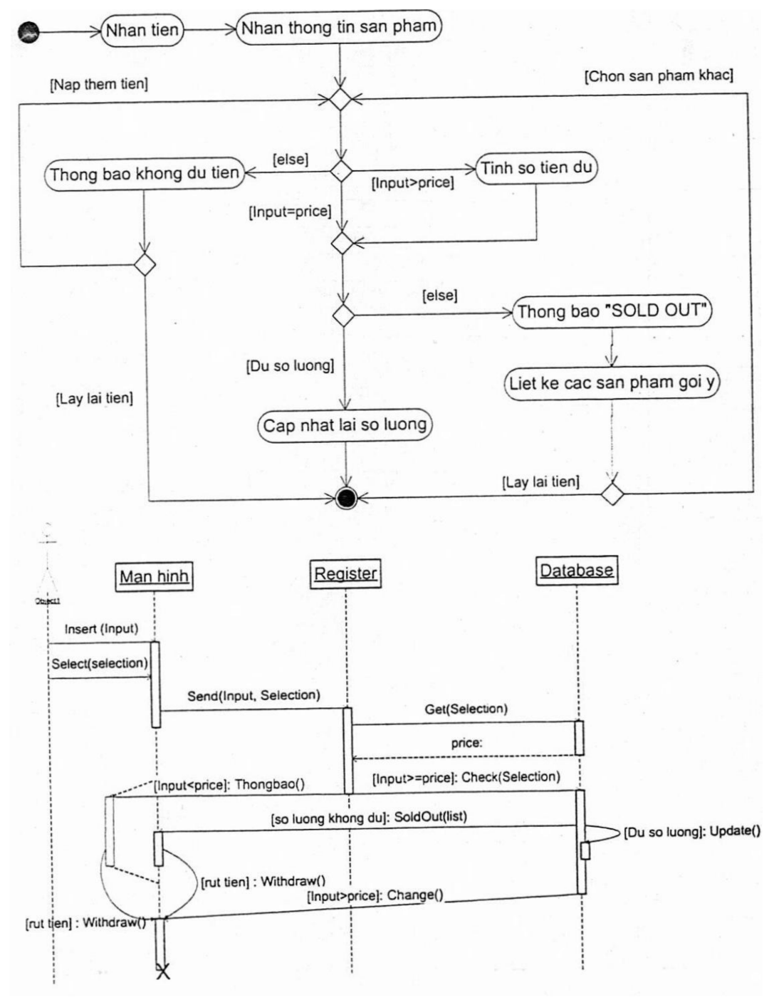 Nhan tien
Nhan thong tin san pham
[Nap them tien]
[Chon san pham khac]
[else]
Thong bao khong du tien
Tinh so tien du
[Input>price]
[Input=price]
[else]
Thong bao "SOLD OUT"
[Du so luong]
Liet ke cac san pham goi y
[Lay lai tien]
Cap nhat lai so luong
[Lay lai tien]
Man hinh
Register
Database
Object1
Insert (Input)
Select(selection)
Send(Input, Selection)
Get(Selection)
price:
[Input>=price]: Check(Selection)
[Input<price]: Thongbao()
[so luong khong du]: SoldOut(list)
[Du so luong]: Update()
[rut tien] : Withdraw()
[Input>price]: Change()
[rut tien] : Withdraw()